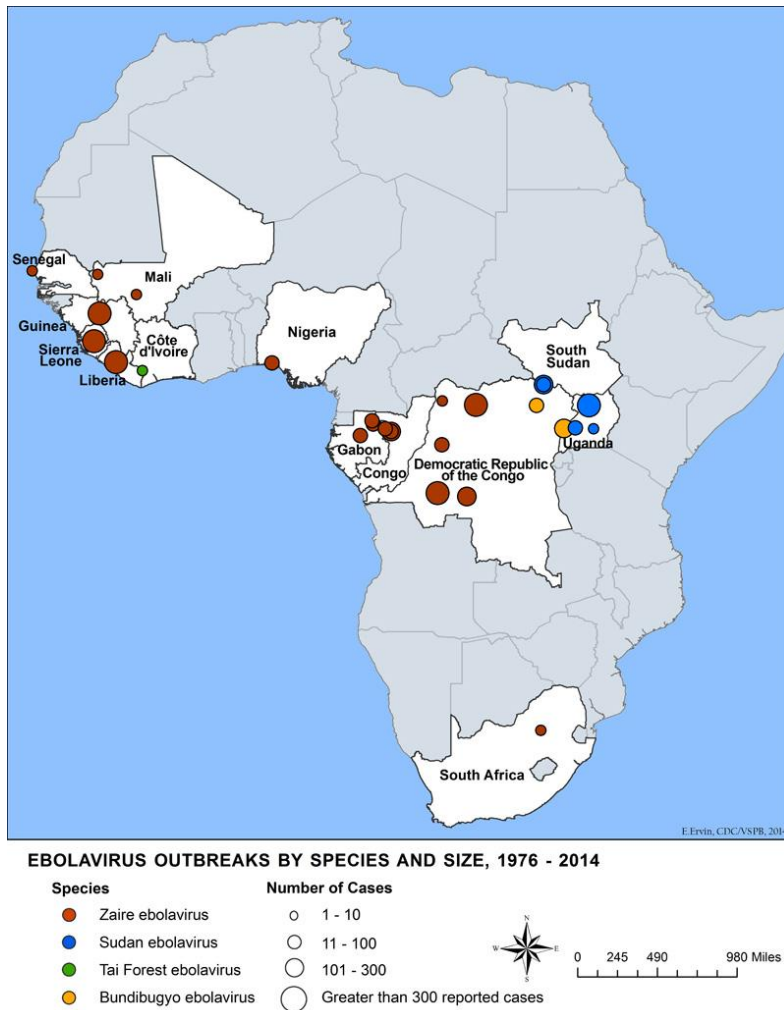 Senegal
Mali
Guinea
Sierra
Leone
Côte
d'Ivoire
Liberia
Nigeria
South
Sudan
Uganda
Gabon
Congo
Democratic Republic
of the Congo
South Africa
E.Ervin, CDC/VSPB, 201
EBOLAVIRUS OUTBREAKS BY SPECIES AND SIZE, 1976 - 2014
Species
Zaire ebolavirus
Sudan ebolavirus
Tai Forest ebolavirus
Bundibugyo ebolavirus
Number of Cases
1 - 10
11 - 100
101 - 300
Greater than 300 reported cases
N
W
E
S
0 245 490 980 Miles